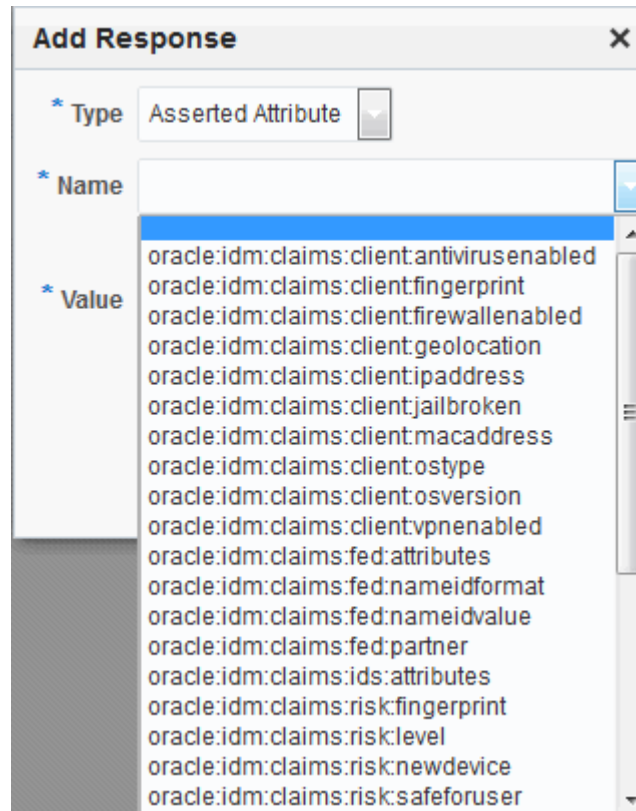 Add Response
* Type Asserted Attribute
* Name
oracle:idm:claims:client:antivirusenabled
oracle:idm:claims:client:fingerprint
* Value
oracle:idm:claims:client:firewallenabled
oracle:idm:claims:client:geolocation
oracle:idm:claims:client:ipaddress
oracle:idm:claims:client:jailbroken
oracle:idm:claims:client:macaddress
oracle:idm:claims:client:ostype
oracle:idm:claims:client:osversion
oracle:idm:claims:client:vpnenabled
oracle:idm:claims:fed:attributes
oracle:idm:claims:fed:nameidformat
oracle:idm:claims:fed:nameidvalue
oracle:idm:claims:fed:partner
oracle:idm:claims:ids:attributes
oracle:idm:claims:risk:fingerprint
oracle:idm:claims:risk:level
oracle:idm:claims:risk:newdevice
oracle:idm:claims:risk:safeforuser